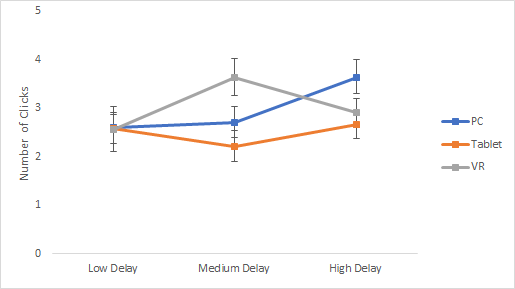 5
4
3
2
1
0
Number of Clicks
Low Delay
Medium Delay
High Delay
PC
Tablet
VR